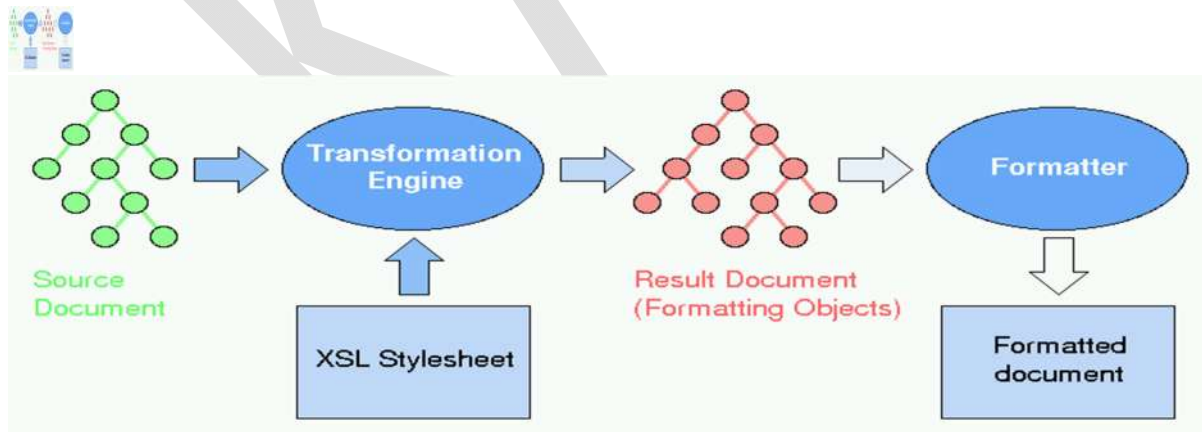 Transformation
Engine
Formatter
Source
Document
Result Document
(Formatting Objects)
XSL Stylesheet
Formatted
document